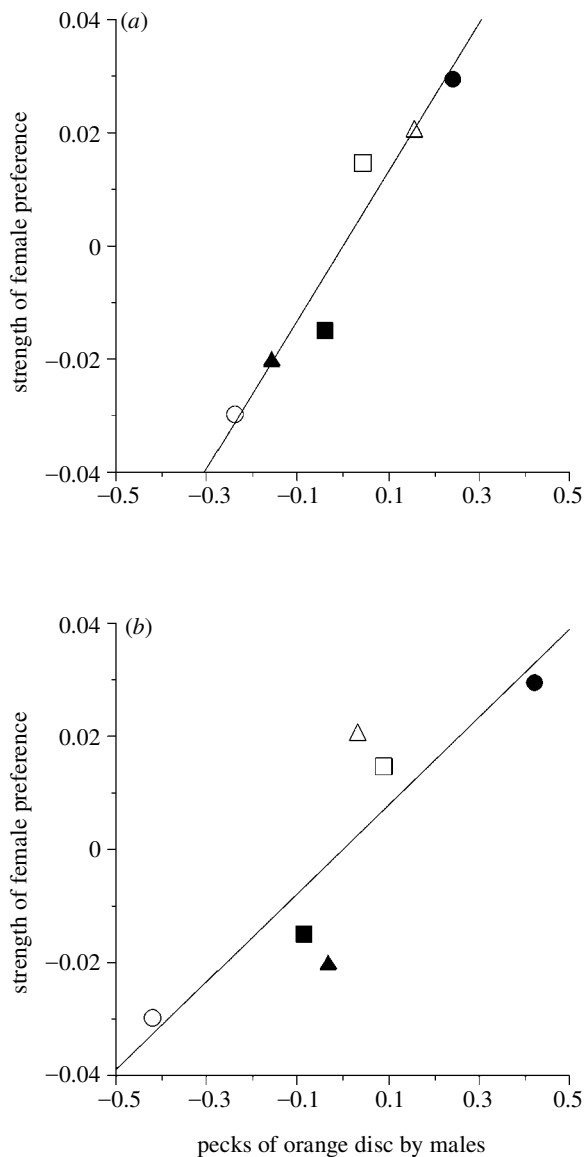 (a)
0.04
0.02
0
−0.02
−0.04
strength of female preference
−0.5 −0.3 −0.1 0.1 0.3 0.5
(b)
0.04
0.02
0
−0.02
−0.04
strength of female preference
−0.5 −0.3 −0.1 0.1 0.3 0.5
pecks of orange disc by males